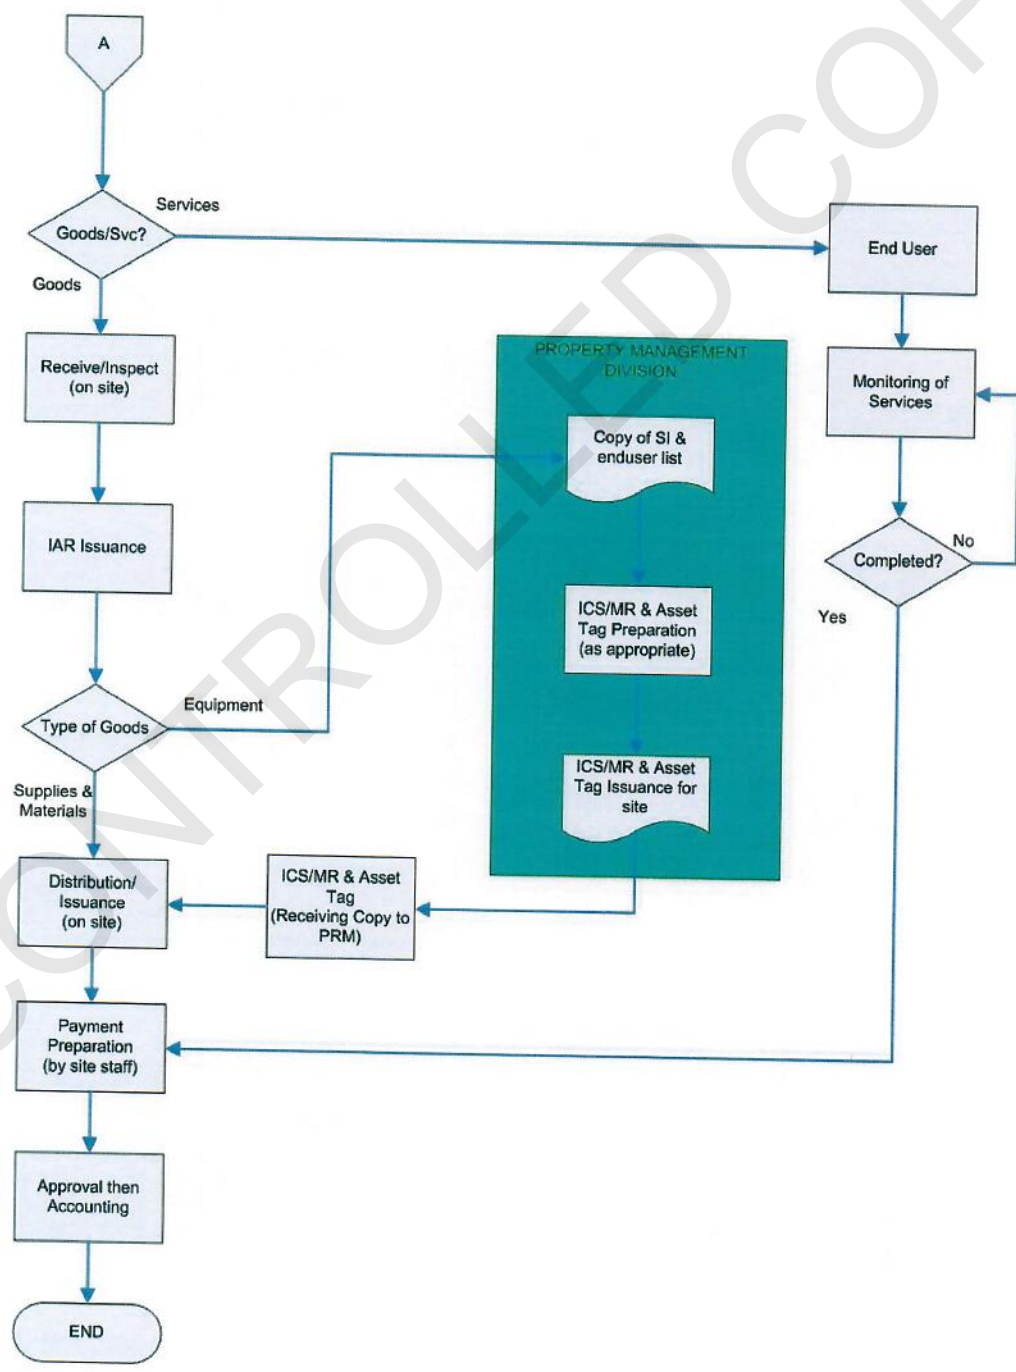 A
Services
Goods/Svc?
End User
Goods
PROPERTY MANAGEMENT
DIVISION
Receive/Inspect
(on site)
Monitoring of
Services
Copy of SI &
enduser list
IAR Issuance
Completed?
No
Yes
ICS/MR & Asset
Tag Preparation
(as appropriate)
Type of Goods
Equipment
Supplies &
Materials
ICS/MR & Asset
Tag Issuance for
site
Distribution/
Issuance
(on site)
ICS/MR & Asset
Tag
(Receiving Copy to
PRM)
Payment
Preparation
(by site staff)
Approval then
Accounting
END
CONTROLLED COP